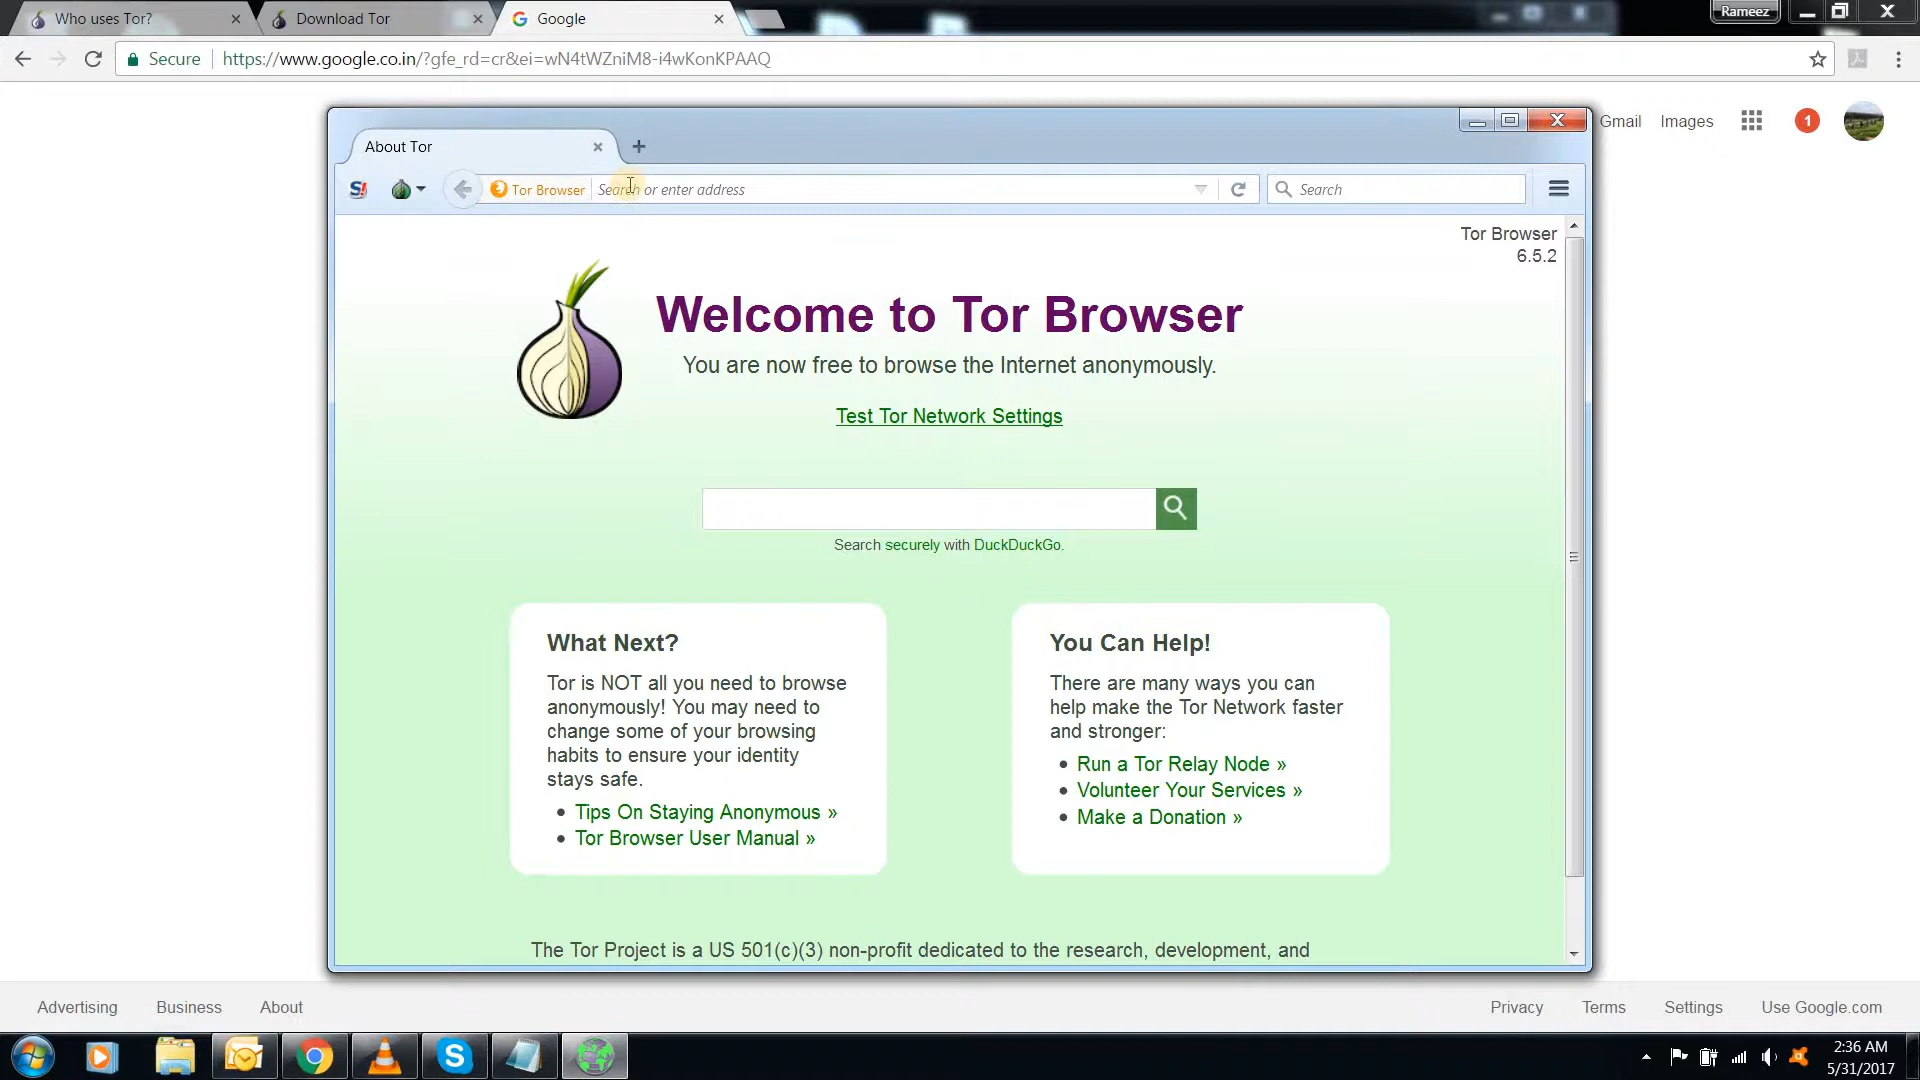 Who uses Tor?
Download Tor
Google
Rameez
Secure
https://www.google.co.in/?gfe_rd=cr&ei=wN4tWZniM8-i4wKonKPAAQ
Gmail
Images
1
About Tor
S!
Tor Browser
Search or enter address
Search
Tor Browser
6.5.2
Welcome to Tor Browser
You are now free to browse the Internet anonymously.
Test Tor Network Settings
Search securely with DuckDuckGo.
What Next?
Tor is NOT all you need to browse
anonymously! You may need to
change some of your browsing
habits to ensure your identity
stays safe.
• Tips On Staying Anonymous »
• Tor Browser User Manual »
You Can Help!
There are many ways you can
help make the Tor Network faster
and stronger:
• Run a Tor Relay Node »
• Volunteer Your Services »
• Make a Donation »
The Tor Project is a US 501(c)(3) non-profit dedicated to the research, development, and
Advertising
Business
About
Privacy
Terms
Settings
Use Google.com
2:36 AM
5/31/2017